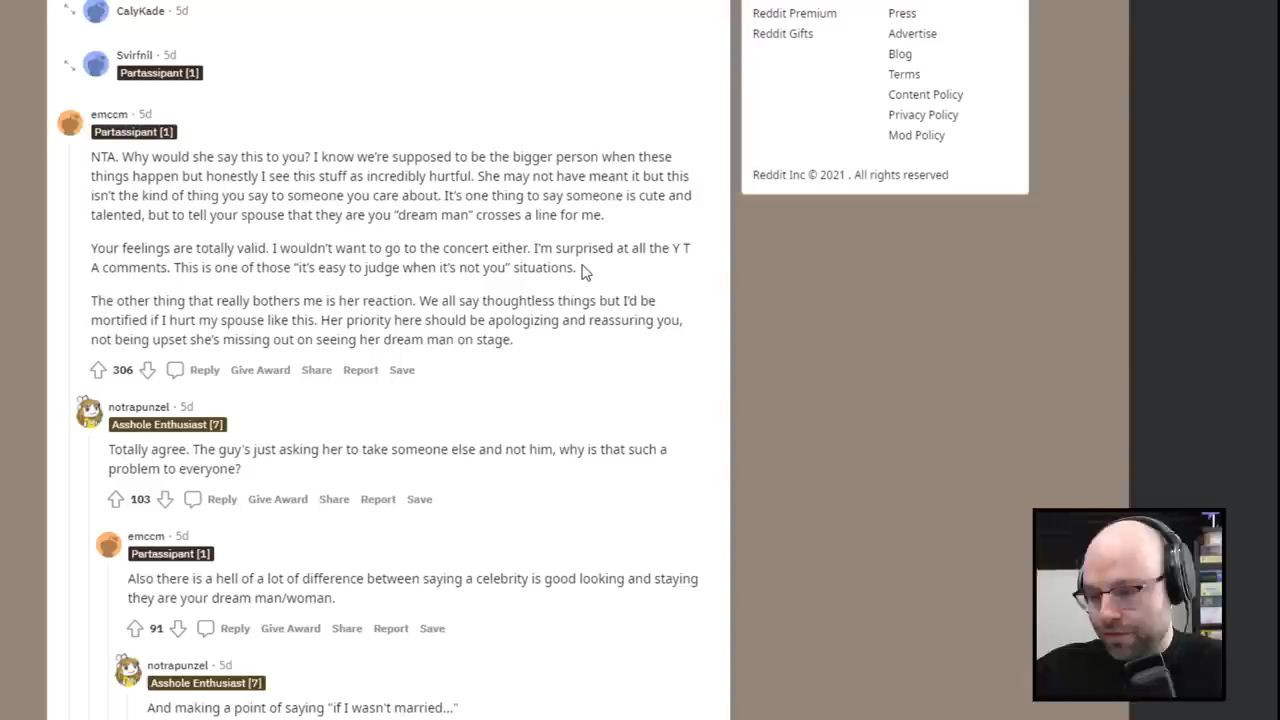 CalyKade · 5d
Svirfnil · 5d
Partassipant [1]
emccm · 5d
Partassipant [1]
NTA. Why would she say this to you? I know we’re supposed to be the bigger person when these
things happen but honestly I see this stuff as incredibly hurtful. She may not have meant it but this
isn’t the kind of thing you say to someone you care about. It’s one thing to say someone is cute and
talented, but to tell your spouse that they are you “dream man” crosses a line for me.
Your feelings are totally valid. I wouldn’t want to go to the concert either. I’m surprised at all the Y T
A comments. This is one of those “it’s easy to judge when it’s not you” situations.
The other thing that really bothers me is her reaction. We all say thoughtless things but I’d be
mortified if I hurt my spouse like this. Her priority here should be apologizing and reassuring you,
not being upset she’s missing out on seeing her dream man on stage.
306 Reply Give Award Share Report Save
notrapunzel · 5d
Asshole Enthusiast [7]
Totally agree. The guy's just asking her to take someone else and not him, why is that such a
problem to everyone?
103 Reply Give Award Share Report Save
emccm · 5d
Partassipant [1]
Also there is a hell of a lot of difference between saying a celebrity is good looking and staying
they are your dream man/woman.
91 Reply Give Award Share Report Save
notrapunzel · 5d
Asshole Enthusiast [7]
And making a point of saying "if I wasn't married..."
Reddit Premium
Reddit Gifts
Press
Advertise
Blog
Terms
Content Policy
Privacy Policy
Mod Policy
Reddit Inc © 2021 . All rights reserved